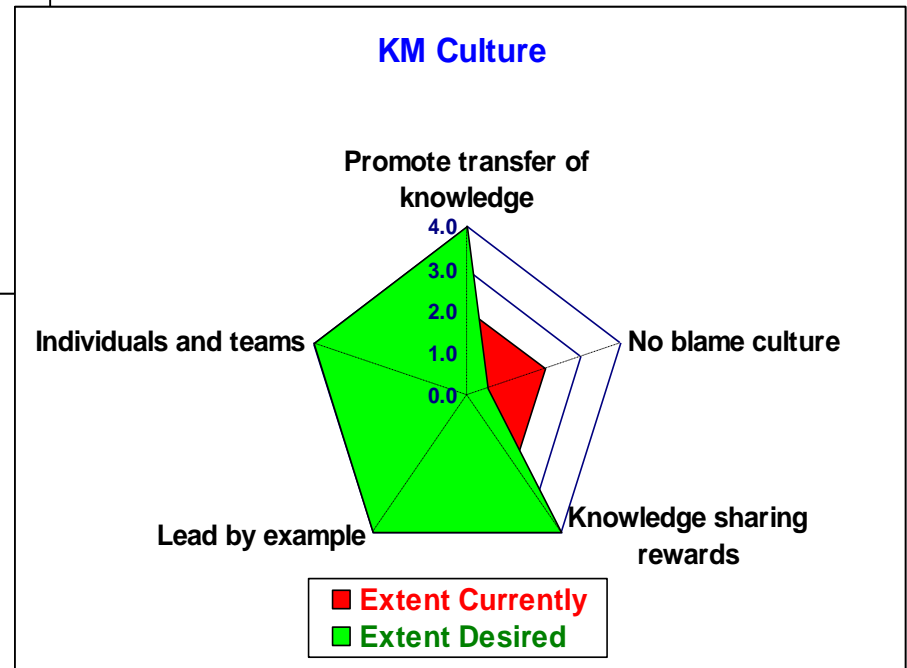 KM Culture
Promote transfer of
knowledge
4.0
3.0
2.0
1.0
0.0
No blame culture
Individuals and teams
Knowledge sharing
rewards
Lead by example
Extent Currently
Extent Desired